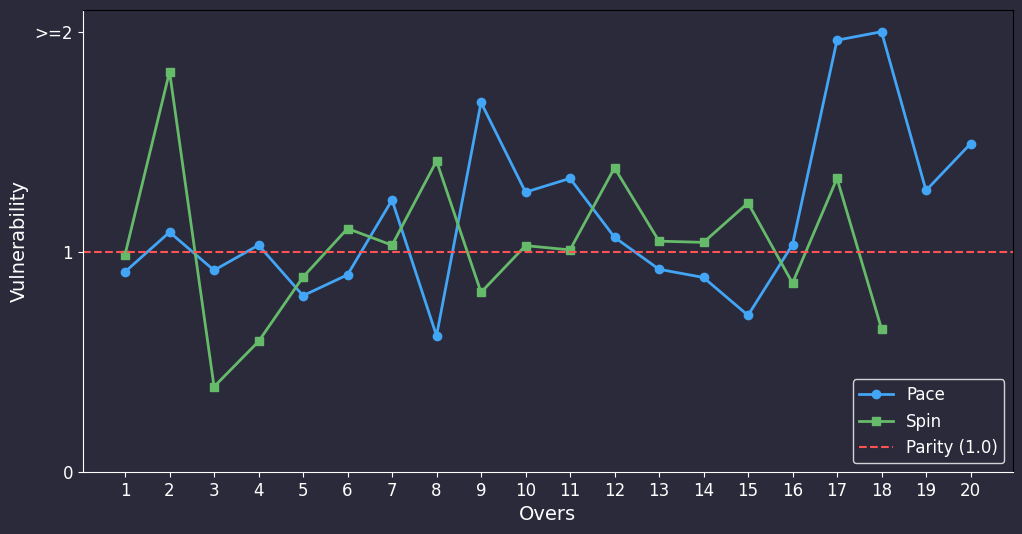 Vulnerability
>=2
1
0
1 2 3 4 5 6 7 8 9 10 11 12 13 14 15 16 17 18 19 20
Overs
Pace
Spin
Parity (1.0)